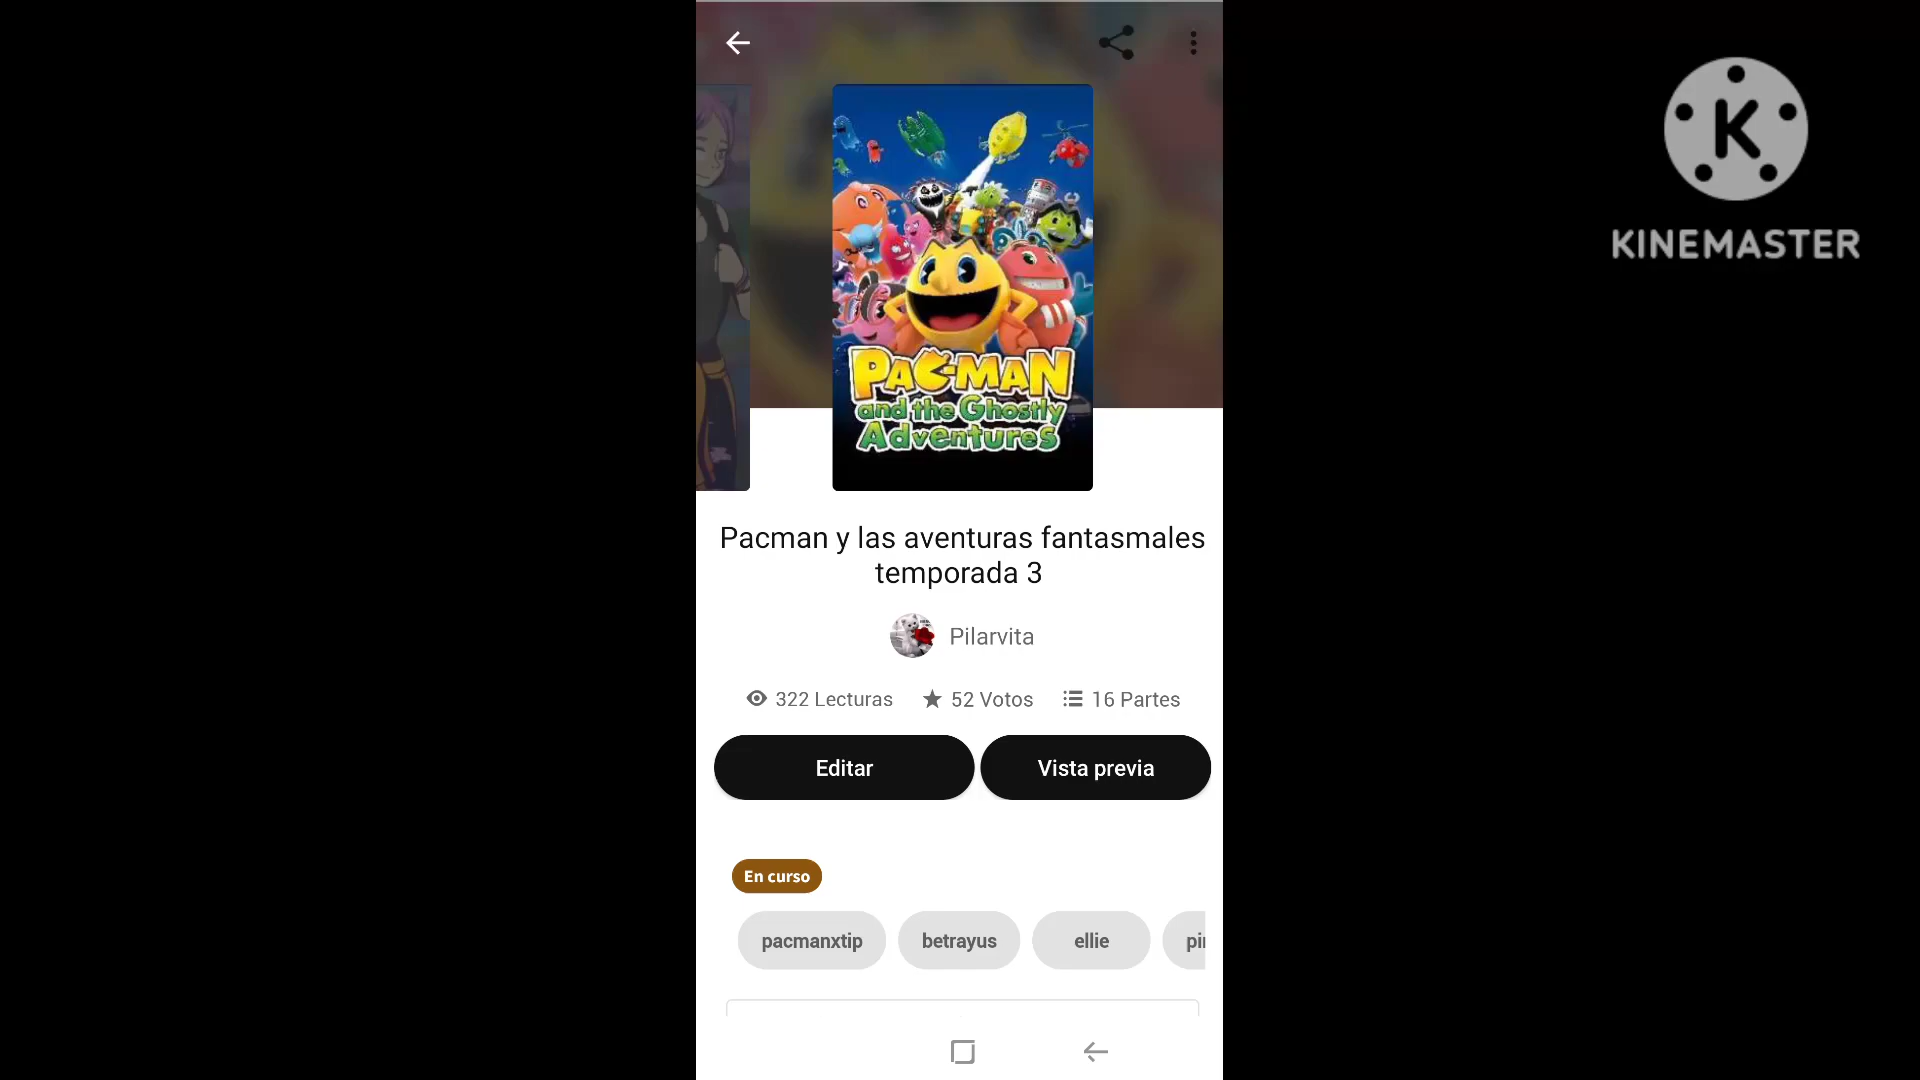 K
KINEMASTER
PAC-MAN
and the Ghostly
Adventures
Pacman y las aventuras fantasmales
temporada 3
Pilarvita
322 Lecturas 52 Votos 16 Partes
Editar Vista previa
En curso
pacmanxtip betrayus ellie